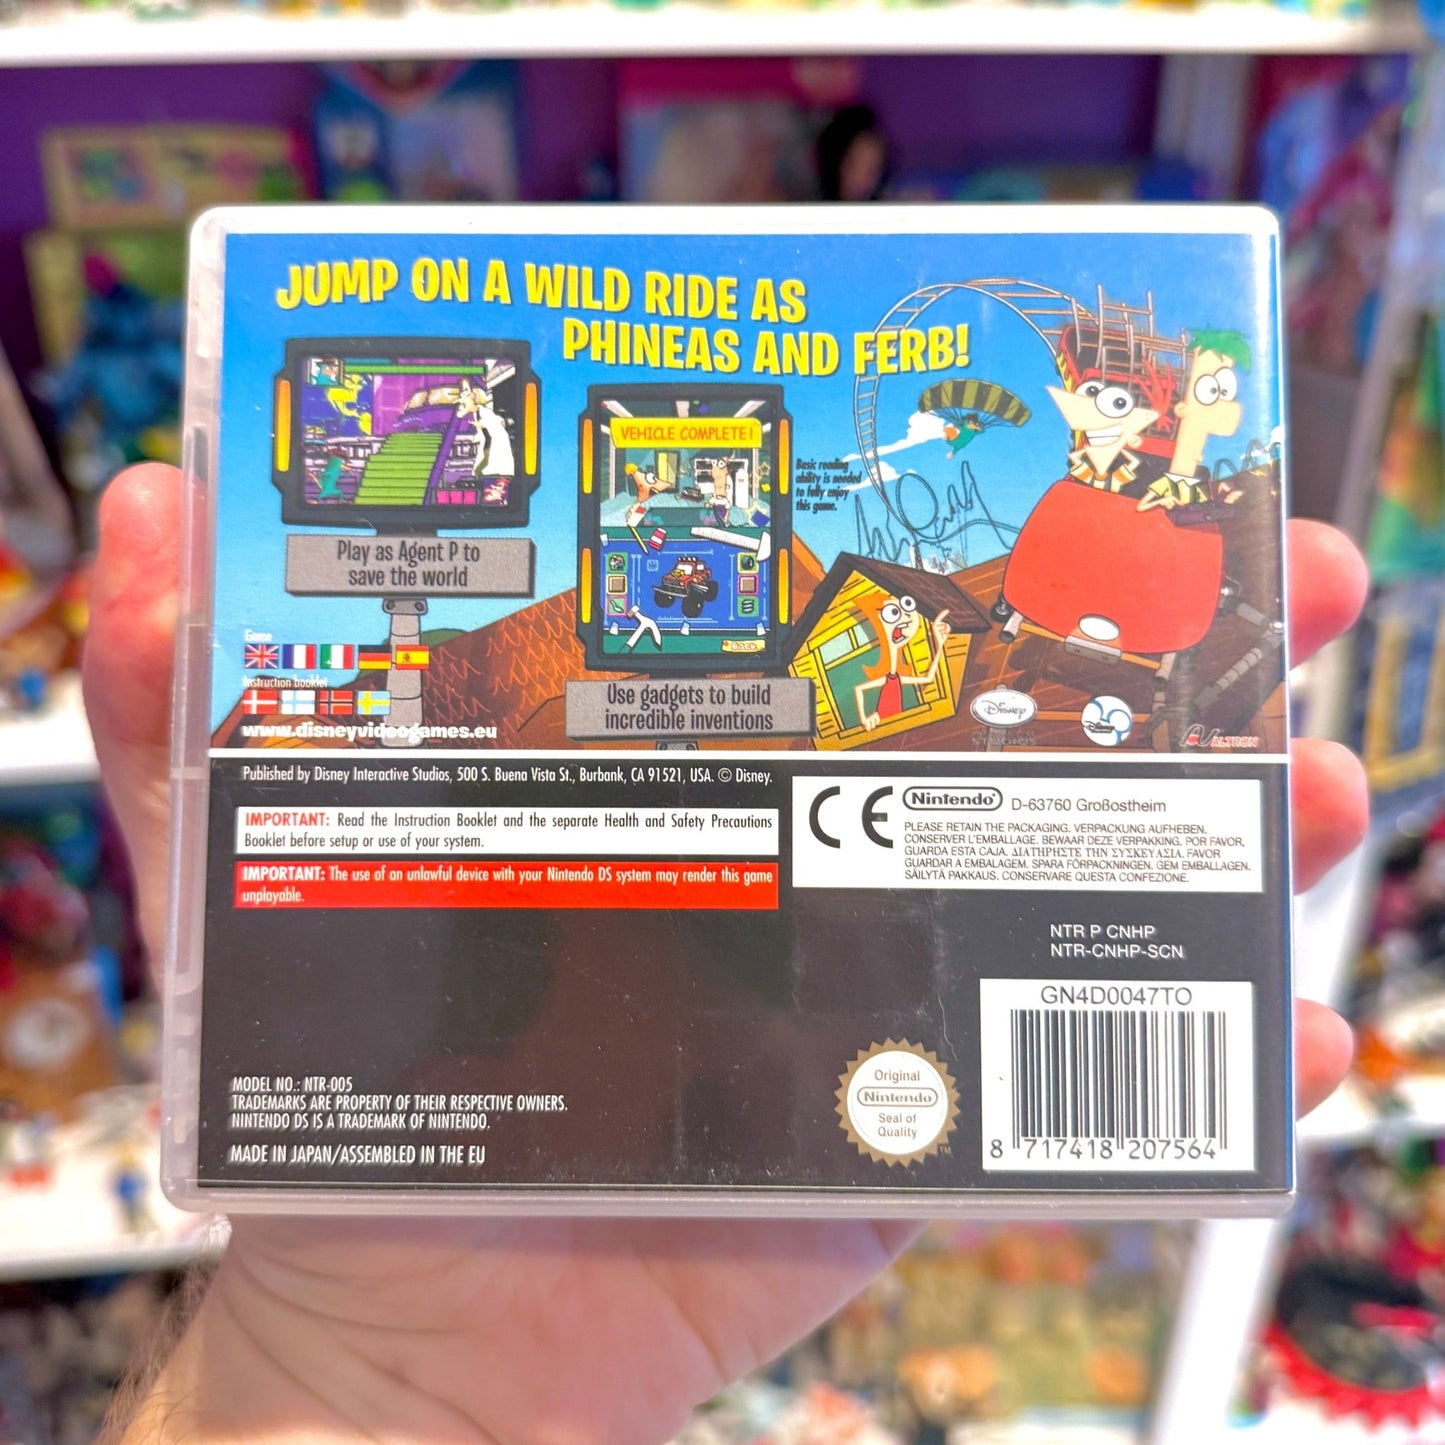 JUMP ON A WILD RIDE AS
PHINEAS AND FERB!
VEHICLE COMPLETE!
Basic reading
ability is needed
to fully enjoy
this game.
Play as Agent P to
save the world
Back
Use gadgets to build
incredible inventions
Game
Instruction booklet
www.disneyvideogames.eu
Disney
STUDIOS
Disney
ALTRON
Published by Disney Interactive Studios, 500 S. Buena Vista St., Burbank, CA 91521, USA. © Disney.
IMPORTANT: Read the Instruction Booklet and the separate Health and Safety Precautions
Booklet before setup or use of your system.
IMPORTANT: The use of an unlawful device with your Nintendo DS system may render this game
unplayable.
CE
Nintendo® D-63760 Großostheim
PLEASE RETAIN THE PACKAGING. VERPACKUNG AUFHEBEN.
CONSERVER L'EMBALLAGE. BEWAAR DEZE VERPAKKING. POR FAVOR,
GUARDA ESTA CAJA. ΔΙΑΤΗΡΗΣΤΕ ΤΗΝ ΣΥΣΚΕΥΑΣΙΑ. FAVOR
GUARDAR A EMBALAGEM. SPARA FÖRPACKNINGEN. GEM EMBALLAGEN.
SÄILYTÄ PAKKAUS. CONSERVARE QUESTA CONFEZIONE.
NTR P CNHP
NTR-CNHP-SCN
GN4D0047TO
8 717418 207564
Original
Nintendo
Seal of
Quality
TM
MODEL NO.: NTR-005
TRADEMARKS ARE PROPERTY OF THEIR RESPECTIVE OWNERS.
NINTENDO DS IS A TRADEMARK OF NINTENDO.
MADE IN JAPAN/ASSEMBLED IN THE EU